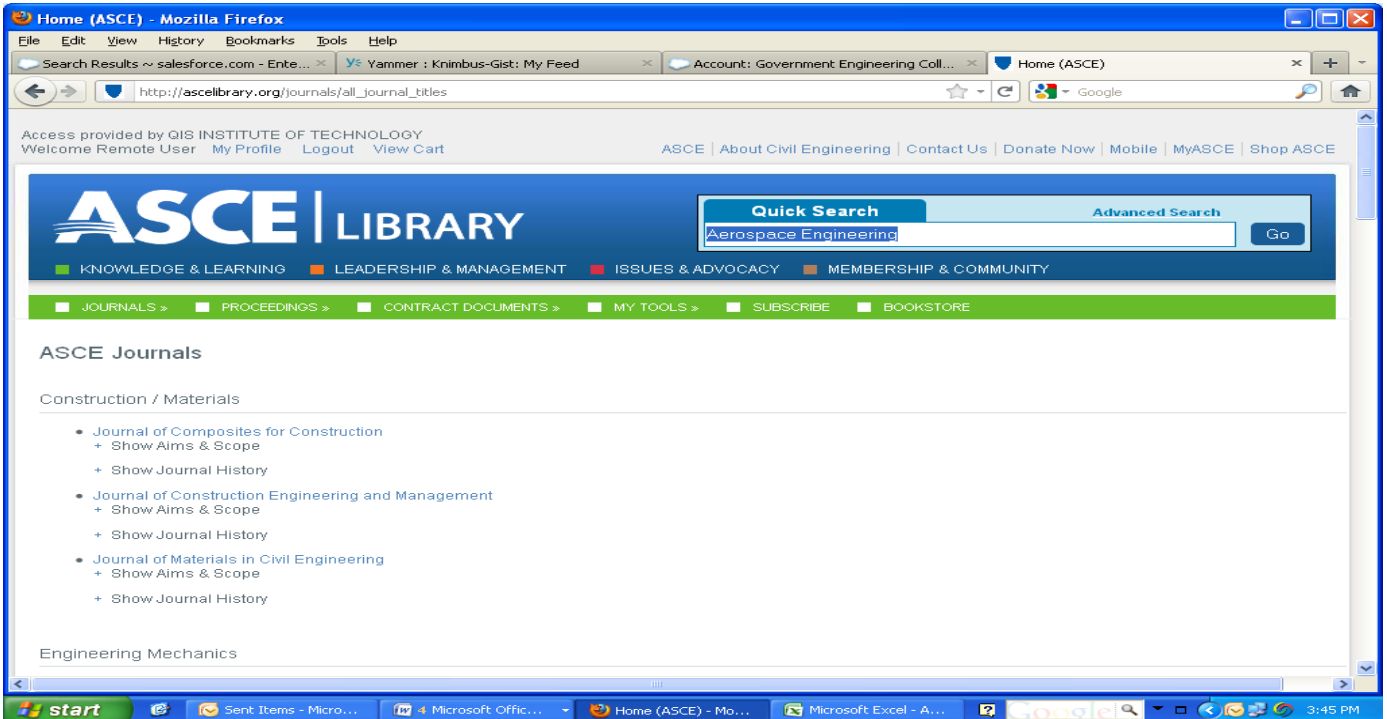 Home (ASCE) - Mozilla Firefox
File Edit View History Bookmarks Tools Help
Search Results ~ salesforce.com - Ente... Yammer : Knimbus-Gist: My Feed Account: Government Engineering Coll... Home (ASCE)
http://ascelibrary.org/journals/all_journal_titles Google
Access provided by QIS INSTITUTE OF TECHNOLOGY
Welcome Remote User My Profile Logout View Cart ASCE | About Civil Engineering | Contact Us | Donate Now | Mobile | MyASCE | Shop ASCE
ASCE | LIBRARY
Quick Search Advanced Search
Aerospace Engineering Go
KNOWLEDGE & LEARNING LEADERSHIP & MANAGEMENT ISSUES & ADVOCACY MEMBERSHIP & COMMUNITY
JOURNALS » PROCEEDINGS » CONTRACT DOCUMENTS » MY TOOLS » SUBSCRIBE BOOKSTORE
ASCE Journals
Construction / Materials
Journal of Composites for Construction
+ Show Aims & Scope
+ Show Journal History
Journal of Construction Engineering and Management
+ Show Aims & Scope
+ Show Journal History
Journal of Materials in Civil Engineering
+ Show Aims & Scope
+ Show Journal History
Engineering Mechanics
start Sent Items - Micro... 4 Microsoft Offic... Home (ASCE) - Mo... Microsoft Excel - A... Google 3:45 PM